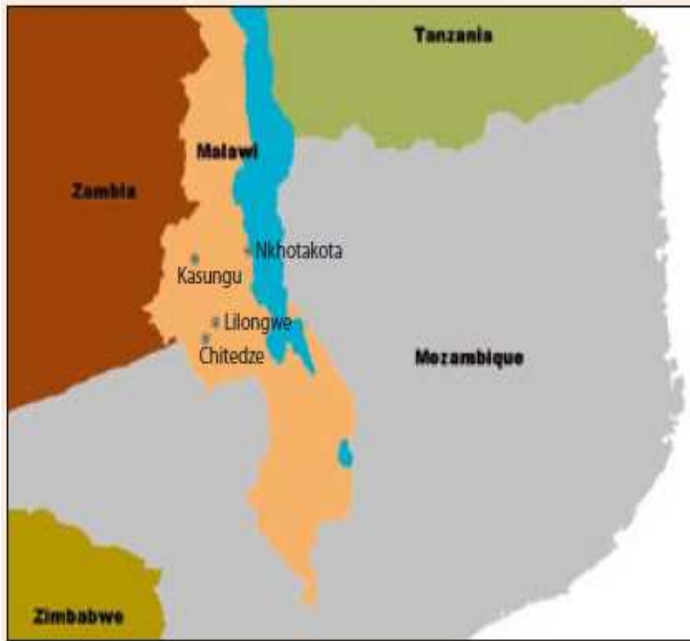 Tanzania
Malawi
Zambia
Nkhotakota
Kasungu
Lilongwe
Chitedze
Mozambique
Zimbabwe